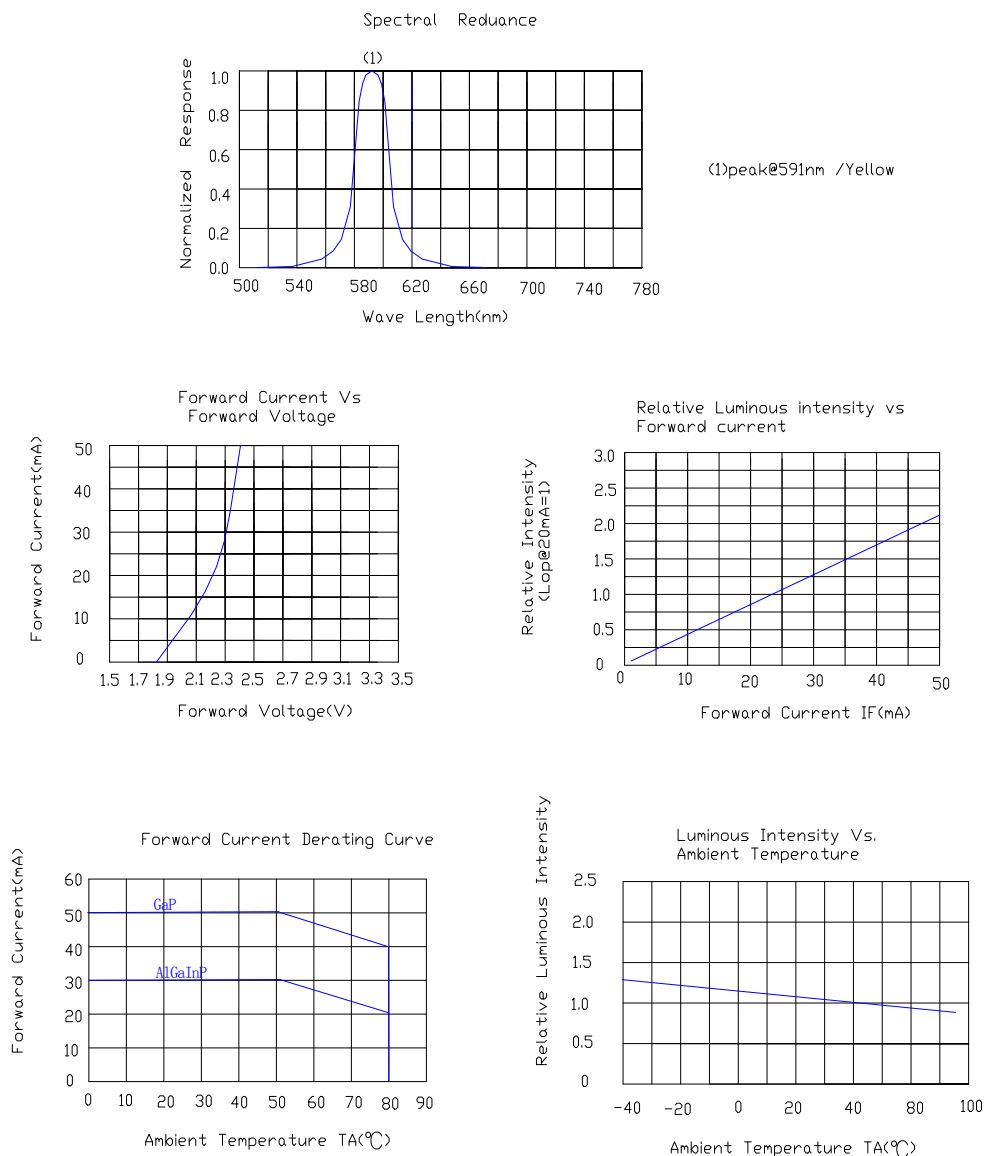 Spectral Reduance
(1)
Normalized Response
1.0
0.8
0.6
0.4
0.2
0.0
500 540 580 620 660 700 740 780
Wave Length(nm)
(1)peak@591nm /Yellow
Forward Current Vs
Forward Voltage
Forward Current(mA)
50
40
30
20
10
0
1.5 1.7 1.9 2.1 2.3 2.5 2.7 2.9 3.1 3.3 3.5
Forward Voltage(V)
Relative Luminous intensity vs
Forward current
Relative Intensity
(Lop@20mA=1)
3.0
2.5
2.0
1.5
1.0
0.5
0
0 10 20 30 40 50
Forward Current IF(mA)
Forward Current Derating Curve
Forward Current(mA)
60
50
40
30
20
10
0
GaP
AlGaInP
0 10 20 30 40 50 60 70 80 90
Ambient Temperature TA(℃)
Luminous Intensity Vs.
Ambient Temperature
Relative Luminous Intensity
2.5
2.0
1.5
1.0
0.5
0
-40 -20 0 20 40 60 80 100
Ambient Temperature TA(℃)